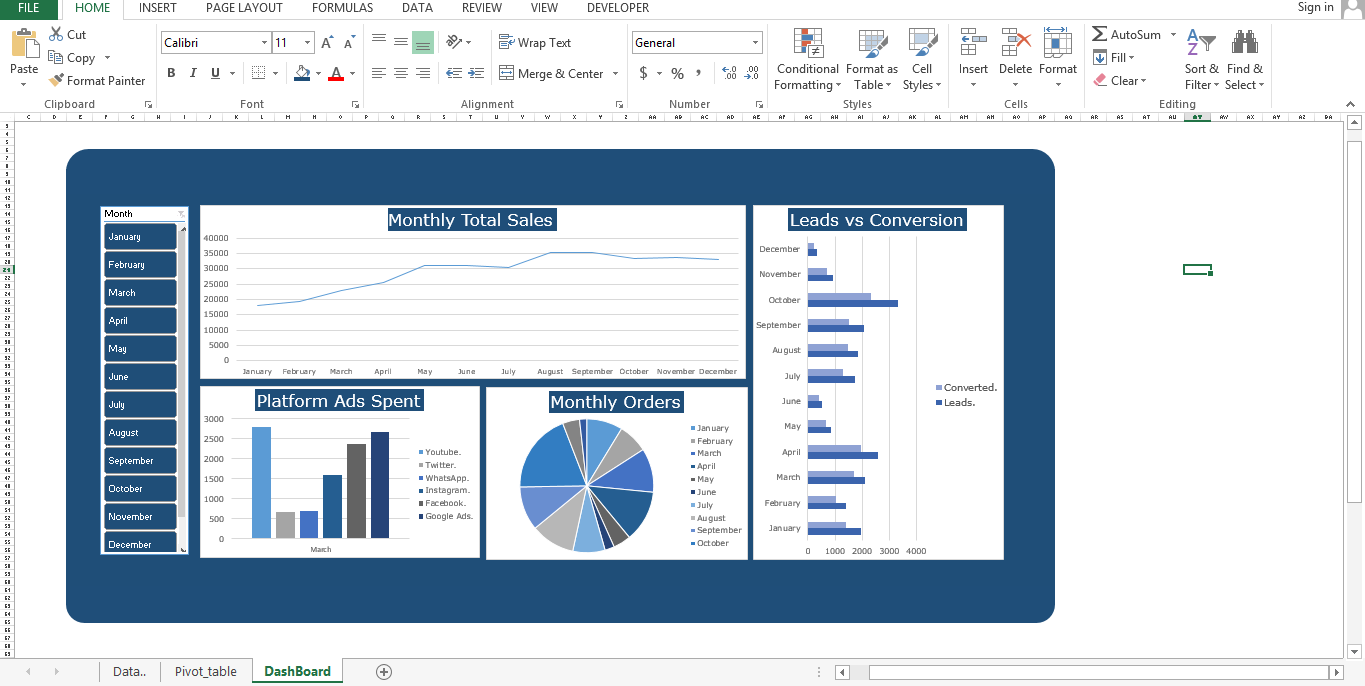 FILE HOME INSERT PAGE LAYOUT FORMULAS DATA REVIEW VIEW DEVELOPER Sign in
Cut
Copy
Format Painter
Paste
Clipboard
Calibri 11
B I U A
Font
Wrap Text
Merge & Center
Alignment
General
$ % ,
Number
Conditional Formatting
Format as Table
Cell Styles
Styles
Insert Delete Format
Cells
AutoSum
Fill
Clear
Sort & Filter
Find & Select
Editing
Month
January
February
March
April
May
June
July
August
September
October
November
December
Monthly Total Sales
40000
35000
30000
25000
20000
15000
10000
5000
0
January February March April May June July August September October November December
Platform Ads Spent
3000
2500
2000
1500
1000
500
0
March
Youtube.
Twitter.
WhatsApp.
Instagram.
Facebook.
Google Ads.
Monthly Orders
January
February
March
April
May
June
July
August
September
October
Leads vs Conversion
December
November
October
September
August
July
June
May
April
March
February
January
0 1000 2000 3000 4000
Converted.
Leads.
Data.. Pivot_table DashBoard